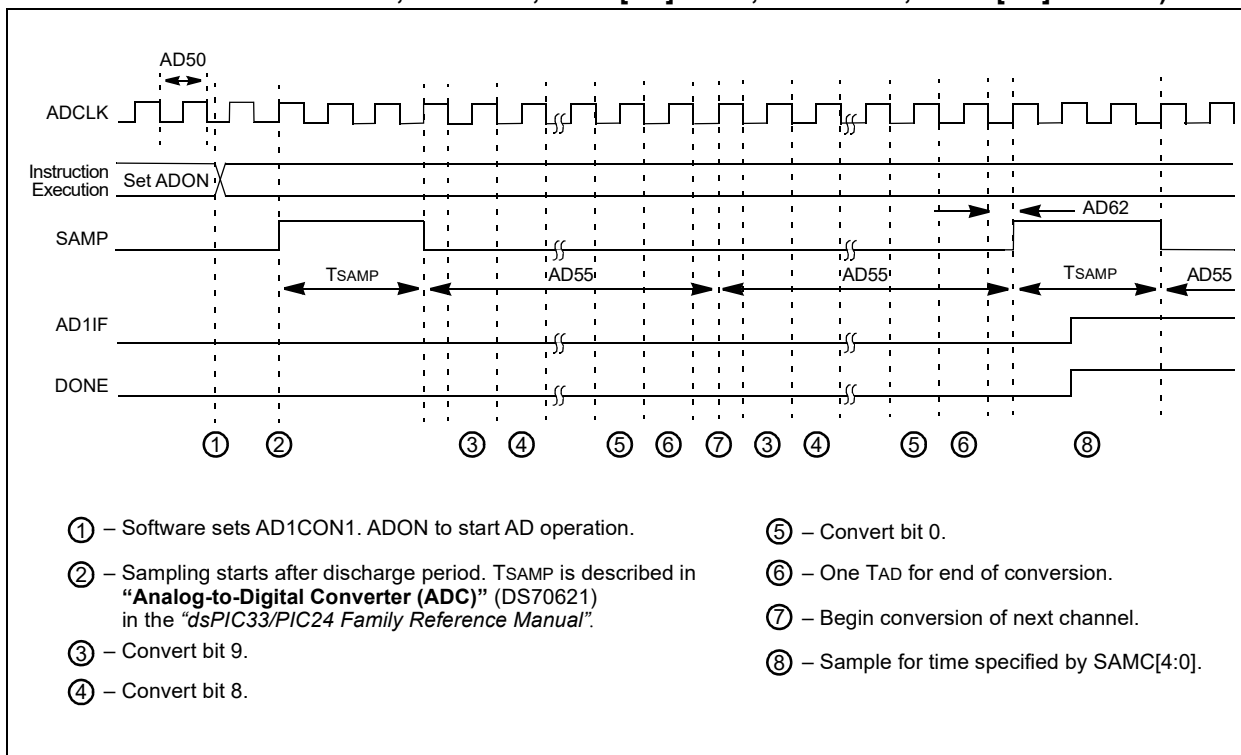 AD50
ADCLK
Instruction
Execution
Set ADON
AD62
SAMP
TSAMP
AD55
AD55
TSAMP
AD55
AD1IF
DONE
1 2 3 4 5 6 7 3 4 5 6 8
① – Software sets AD1CON1. ADON to start AD operation.
② – Sampling starts after discharge period. TSAMP is described in
“Analog-to-Digital Converter (ADC)” (DS70621)
in the “dsPIC33/PIC24 Family Reference Manual”.
③ – Convert bit 9.
④ – Convert bit 8.
⑤ – Convert bit 0.
⑥ – One TAD for end of conversion.
⑦ – Begin conversion of next channel.
⑧ – Sample for time specified by SAMC[4:0].